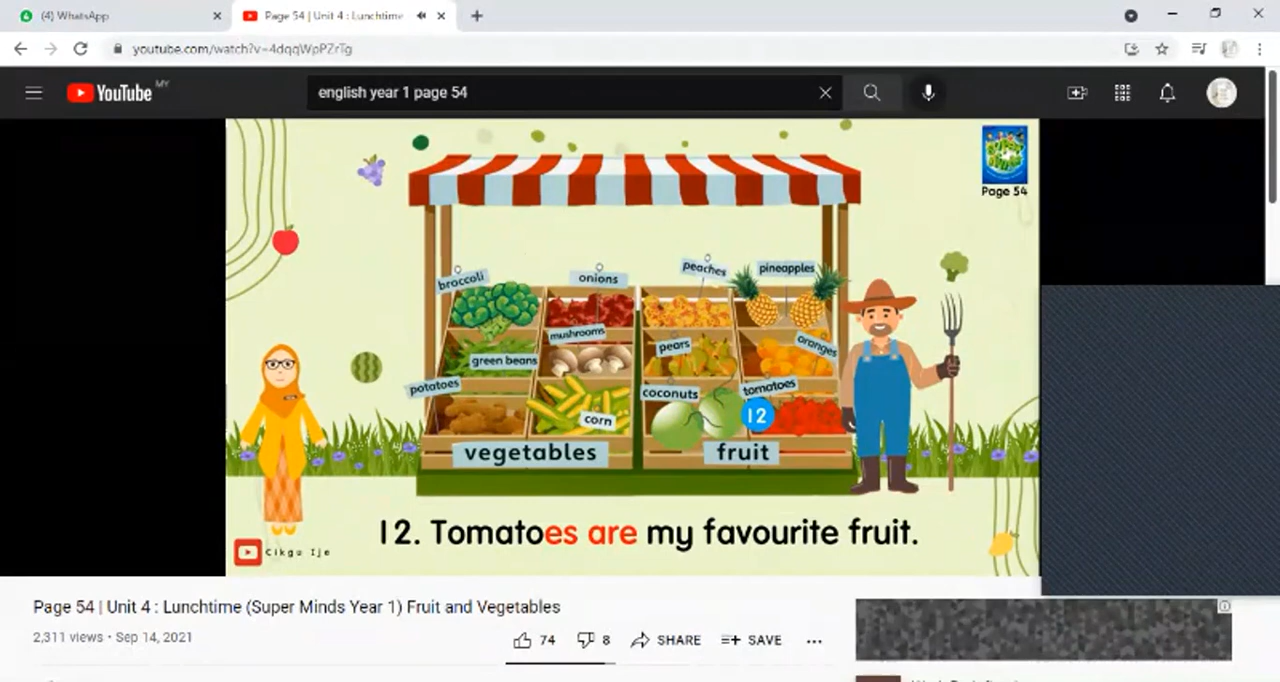 (4) WhatsApp
Page 54 | Unit 4 : Lunchtime
youtube.com/watch?v=4dqqWpPZrTg
YouTube MY
english year 1 page 54
Page 54
broccoli
onions
peaches
pineapples
mushrooms
green beans
pears
oranges
potatoes
corn
coconuts
tomatoes
12
vegetables
fruit
12. Tomatoes are my favourite fruit.
Cikgu Ije
Page 54 | Unit 4 : Lunchtime (Super Minds Year 1) Fruit and Vegetables
2,311 views • Sep 14, 2021
74
8
SHARE
SAVE